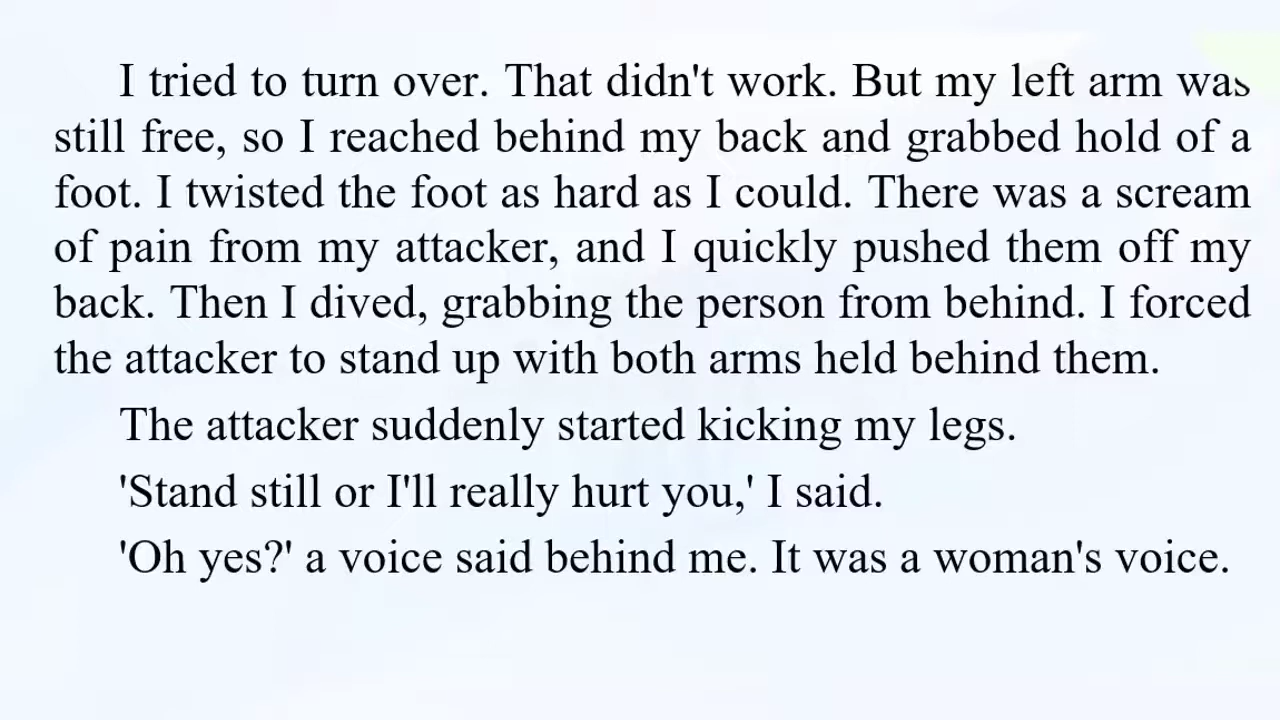 I tried to turn over. That didn't work. But my left arm was
still free, so I reached behind my back and grabbed hold of a
foot. I twisted the foot as hard as I could. There was a scream
of pain from my attacker, and I quickly pushed them off my
back. Then I dived, grabbing the person from behind. I forced
the attacker to stand up with both arms held behind them.
The attacker suddenly started kicking my legs.
'Stand still or I'll really hurt you,' I said.
'Oh yes?' a voice said behind me. It was a woman's voice.